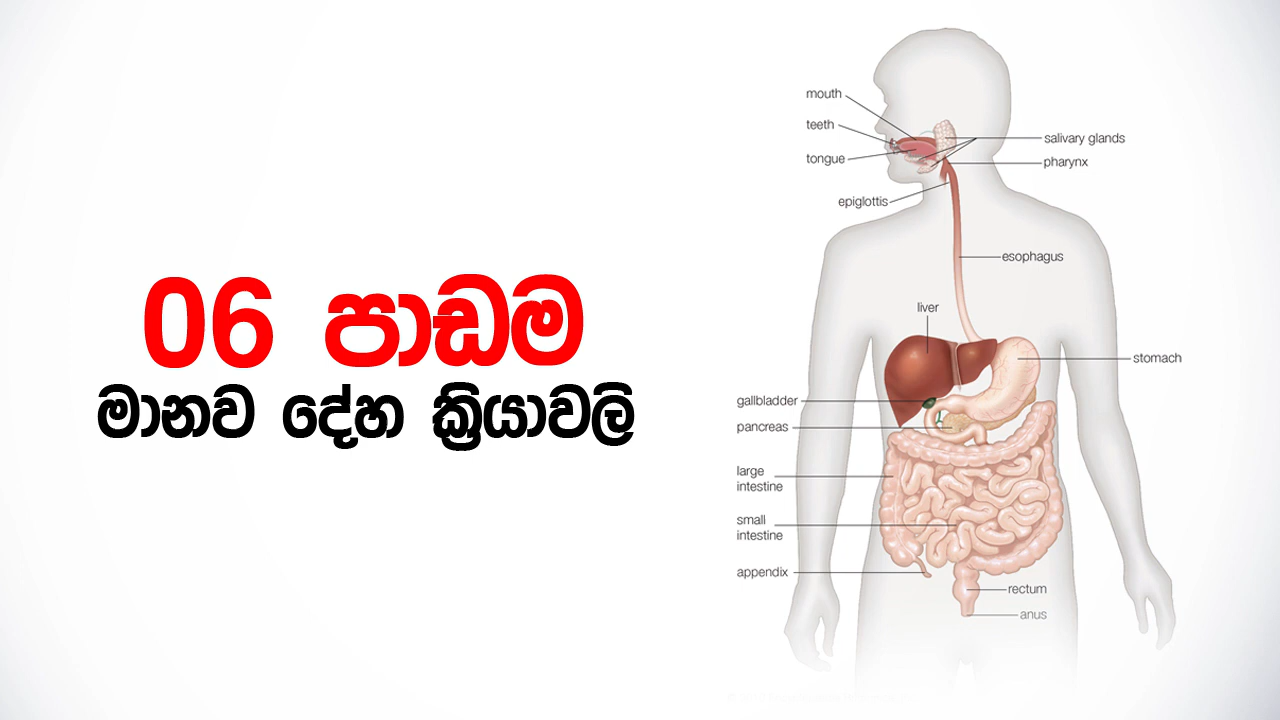 06 පාඩම
මානව දේහ ක්‍රියාවලි
mouth
teeth
tongue
epiglottis
salivary glands
pharynx
esophagus
liver
stomach
gallbladder
pancreas
large
intestine
small
intestine
appendix
rectum
anus